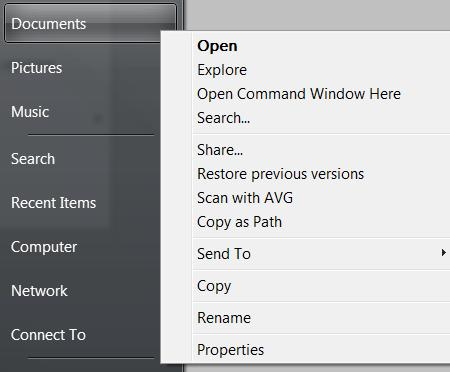 Documents
Pictures
Music
Search
Recent Items
Computer
Network
Connect To
Open
Explore
Open Command Window Here
Search...
Share...
Restore previous versions
Scan with AVG
Copy as Path
Send To
Copy
Rename
Properties